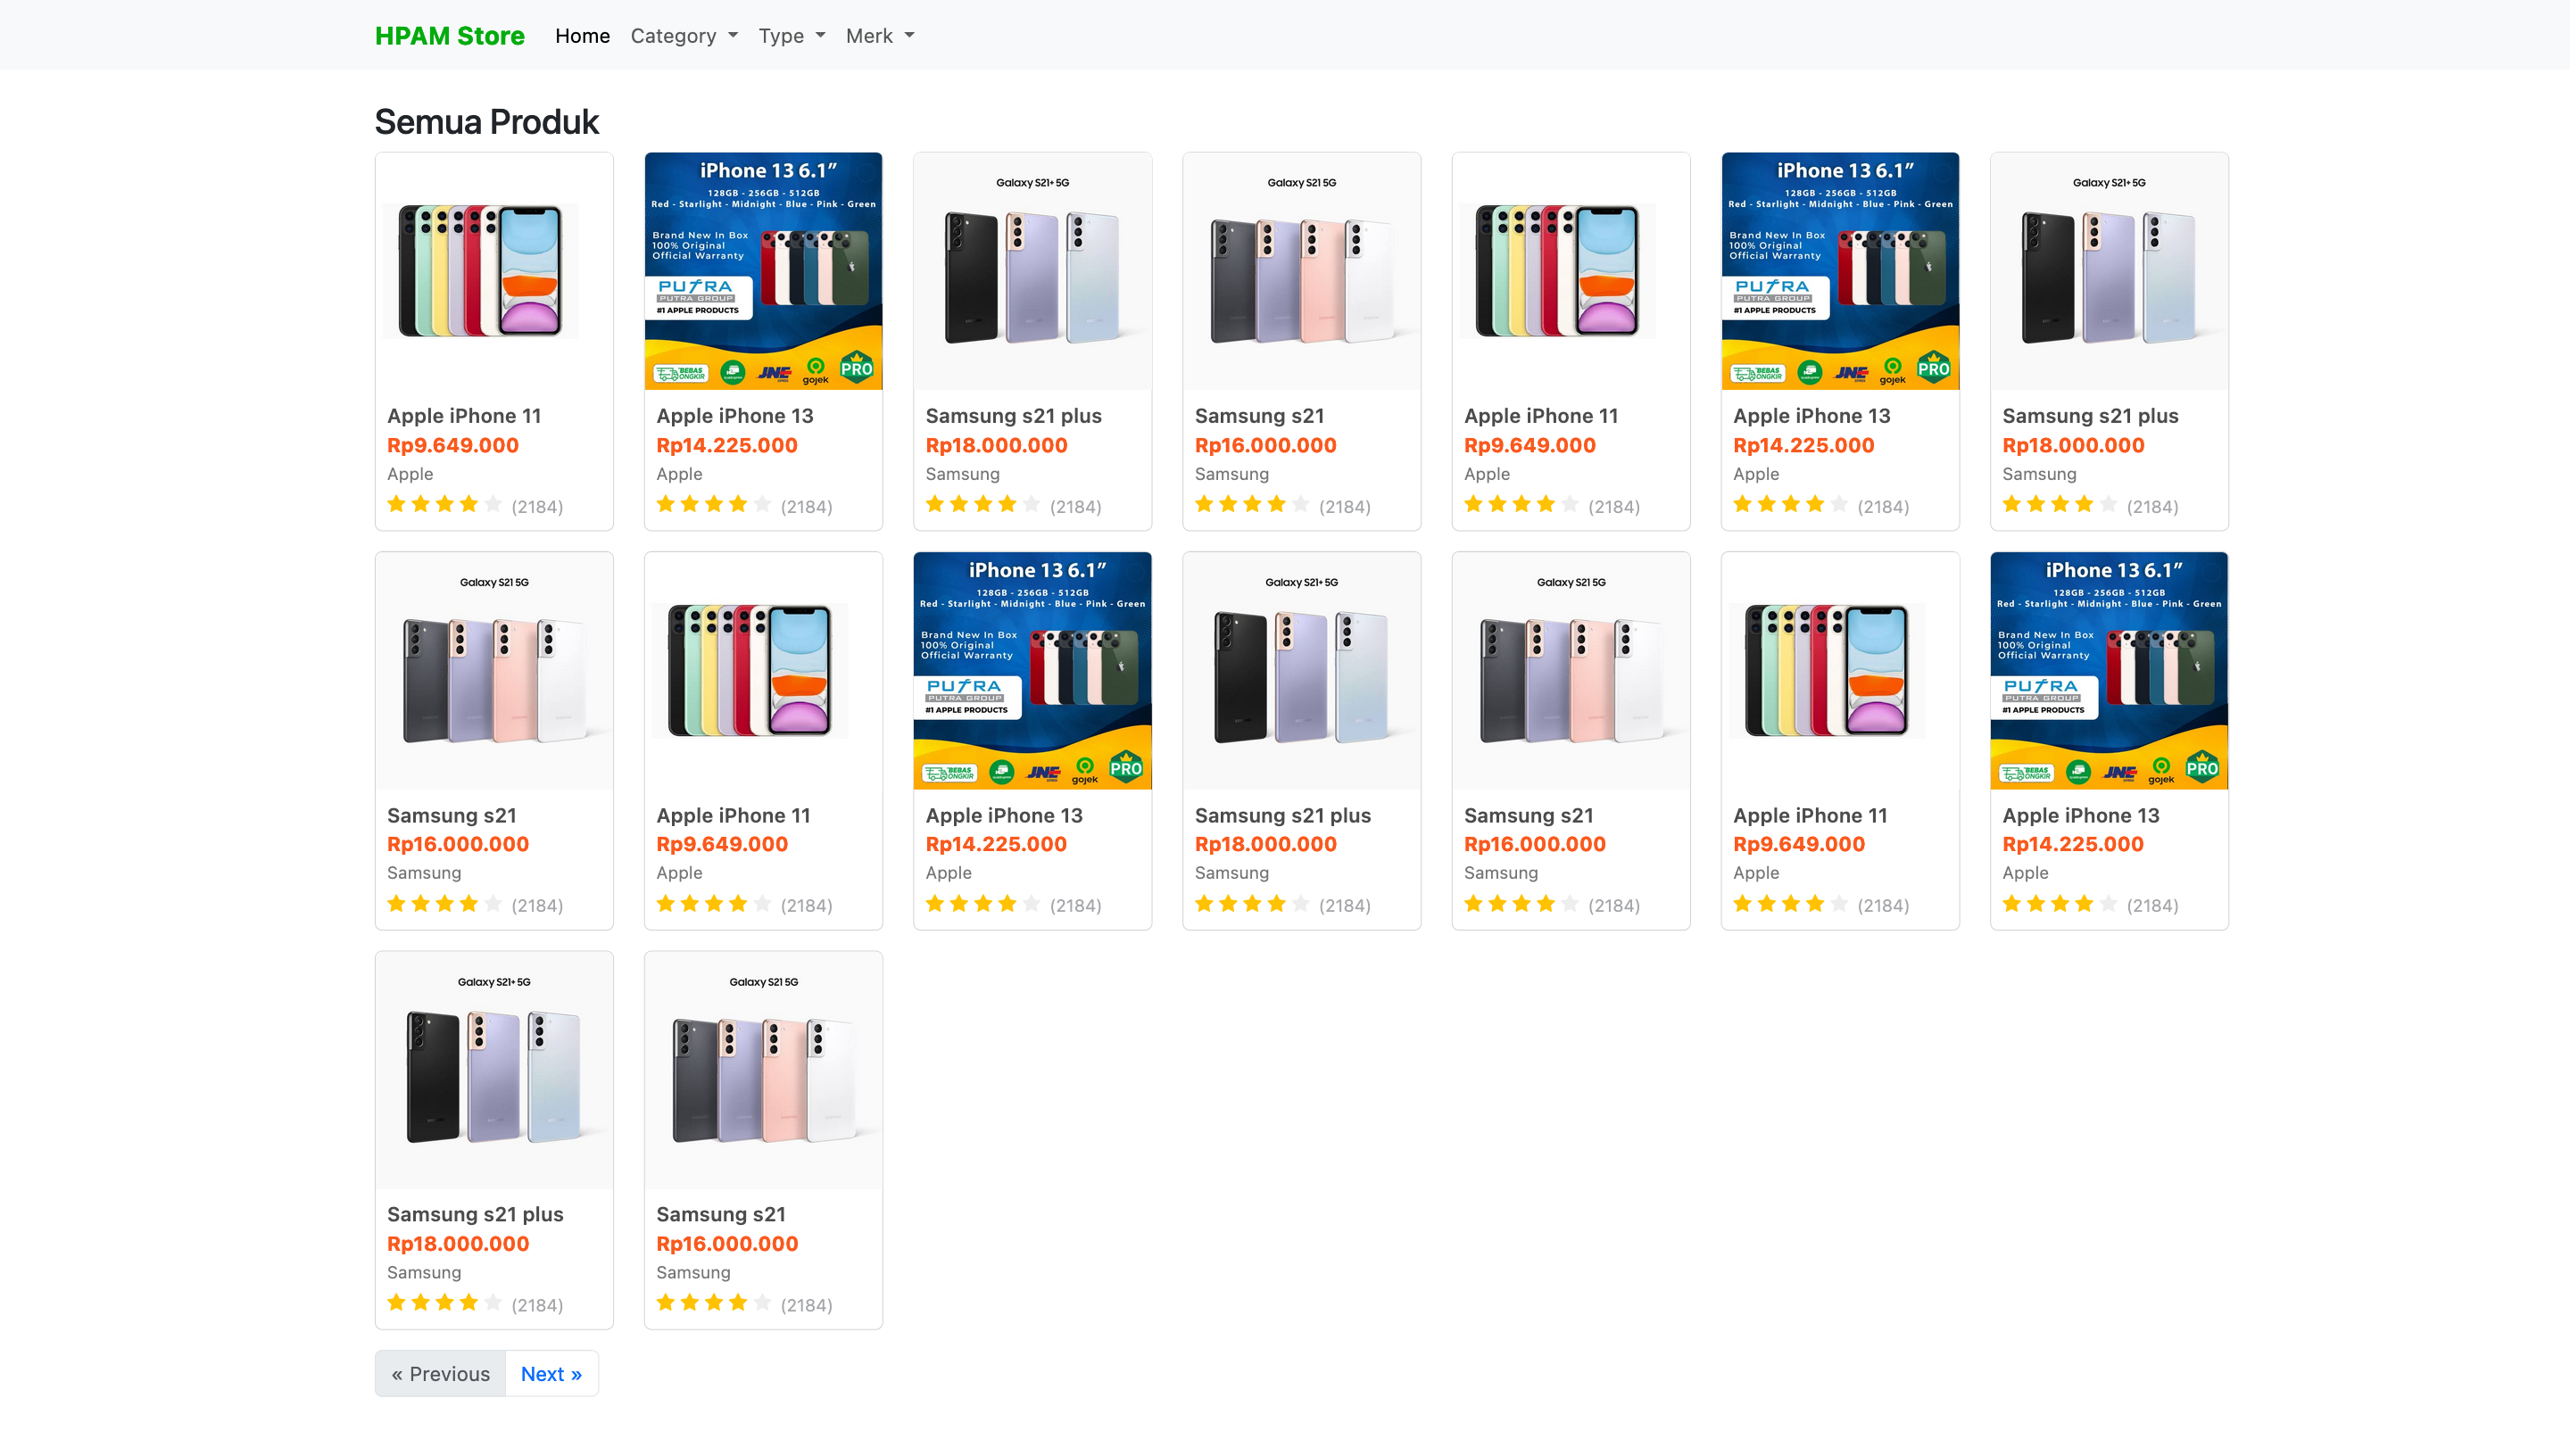 HPAM Store Home Category Type Merk
Semua Produk
iPhone 13 6.1”
128GB - 256GB - 512GB
Red - Starlight - Midnight - Blue - Pink - Green
Brand New In Box
100% Original
Official Warranty
PUTRA
PUTRA GROUP
#1 APPLE PRODUCTS
BEBAS ONGKIR
JNE
gojek
PRO
Galaxy S21+ 5G
Galaxy S21 5G
iPhone 13 6.1”
128GB - 256GB - 512GB
Red - Starlight - Midnight - Blue - Pink - Green
Brand New In Box
100% Original
Official Warranty
PUTRA
PUTRA GROUP
#1 APPLE PRODUCTS
BEBAS ONGKIR
JNE
gojek
PRO
Galaxy S21+ 5G
Apple iPhone 11
Rp9.649.000
Apple
(2184)
Apple iPhone 13
Rp14.225.000
Apple
(2184)
Samsung s21 plus
Rp18.000.000
Samsung
(2184)
Samsung s21
Rp16.000.000
Samsung
(2184)
Apple iPhone 11
Rp9.649.000
Apple
(2184)
Apple iPhone 13
Rp14.225.000
Apple
(2184)
Samsung s21 plus
Rp18.000.000
Samsung
(2184)
Galaxy S21 5G
iPhone 13 6.1”
128GB - 256GB - 512GB
Red - Starlight - Midnight - Blue - Pink - Green
Brand New In Box
100% Original
Official Warranty
PUTRA
PUTRA GROUP
#1 APPLE PRODUCTS
BEBAS ONGKIR
JNE
gojek
PRO
Galaxy S21+ 5G
Galaxy S21 5G
iPhone 13 6.1”
128GB - 256GB - 512GB
Red - Starlight - Midnight - Blue - Pink - Green
Brand New In Box
100% Original
Official Warranty
PUTRA
PUTRA GROUP
#1 APPLE PRODUCTS
BEBAS ONGKIR
JNE
gojek
PRO
Samsung s21
Rp16.000.000
Samsung
(2184)
Apple iPhone 11
Rp9.649.000
Apple
(2184)
Apple iPhone 13
Rp14.225.000
Apple
(2184)
Samsung s21 plus
Rp18.000.000
Samsung
(2184)
Samsung s21
Rp16.000.000
Samsung
(2184)
Apple iPhone 11
Rp9.649.000
Apple
(2184)
Apple iPhone 13
Rp14.225.000
Apple
(2184)
Galaxy S21+ 5G
Galaxy S21 5G
Samsung s21 plus
Rp18.000.000
Samsung
(2184)
Samsung s21
Rp16.000.000
Samsung
(2184)
« Previous Next »